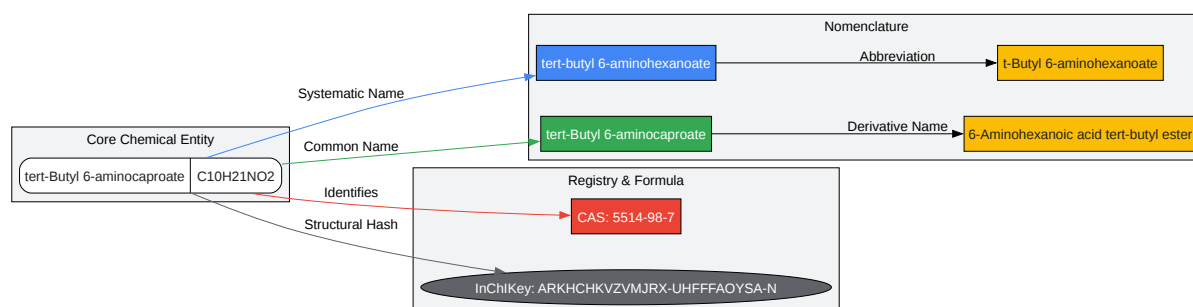 Nomenclature
tert-butyl 6-aminohexanoate
Abbreviation
t-Butyl 6-aminohexanoate
Systematic Name
Core Chemical Entity
tert-Butyl 6-aminocaproate
C10H21NO2
Common Name
tert-Butyl 6-aminocaproate
Derivative Name
6-Aminohexanoic acid tert-butyl ester
Registry & Formula
Identifies
CAS: 5514-98-7
Structural Hash
InChIKey: ARKHCHKVZVMJRX-UHFFFAOYSA-N